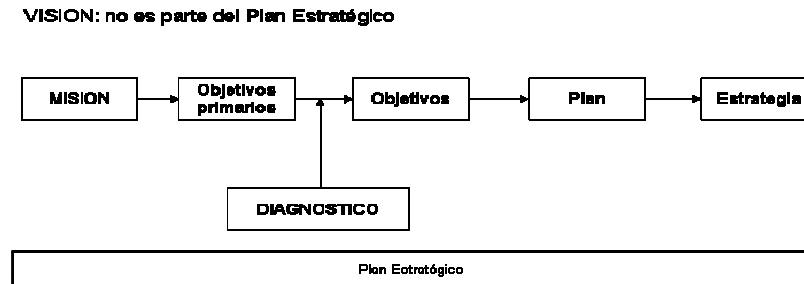 VISION: no es parte del Plan Estratégico
MISION
Objetivos
primarios
Objetivos
Plan
Estrategia
DIAGNOSTICO
Plan Estratégico